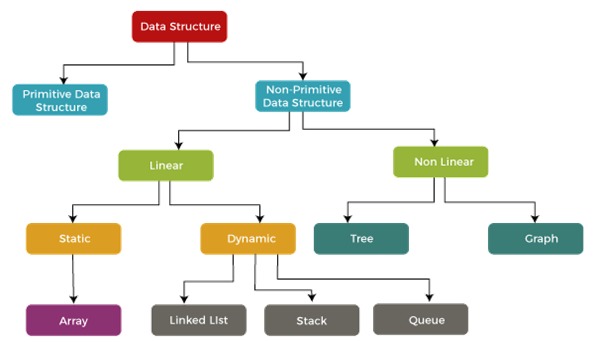 Data Structure
Primitive Data
Structure
Non-Primitive
Data Structure
Linear
Non Linear
Static
Dynamic
Tree
Graph
Array
Linked LIst
Stack
Queue